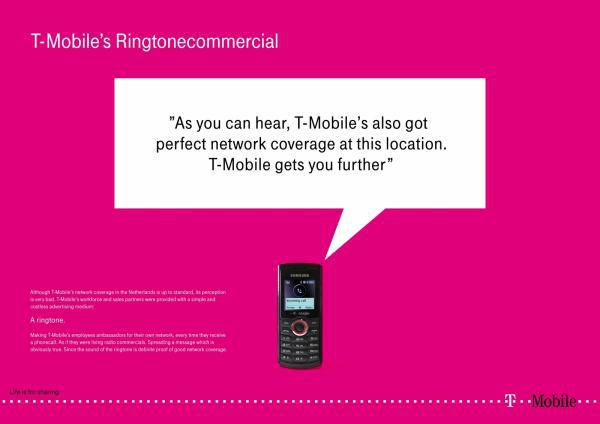 T-Mobile's Ringtonecommercial
"As you can hear, T-Mobile's also got
perfect network coverage at this location.
T-Mobile gets you further"
Although T-Mobile's network coverage in the Netherlands is up to standard, its perception
is very bad. T-Mobile's workforce and sales partners were provided with a simple and
costless advertising medium:
A ringtone.
Making T-Mobile's employees ambassadors for their own network, every time they receive
a phonecall. As if they were living radio commercials. Spreading a message which is
obviously true. Since the sound of the ringtone is definite proof of good network coverage.
SAMSUNG
Incoming call
Life is for sharing.
T Mobile